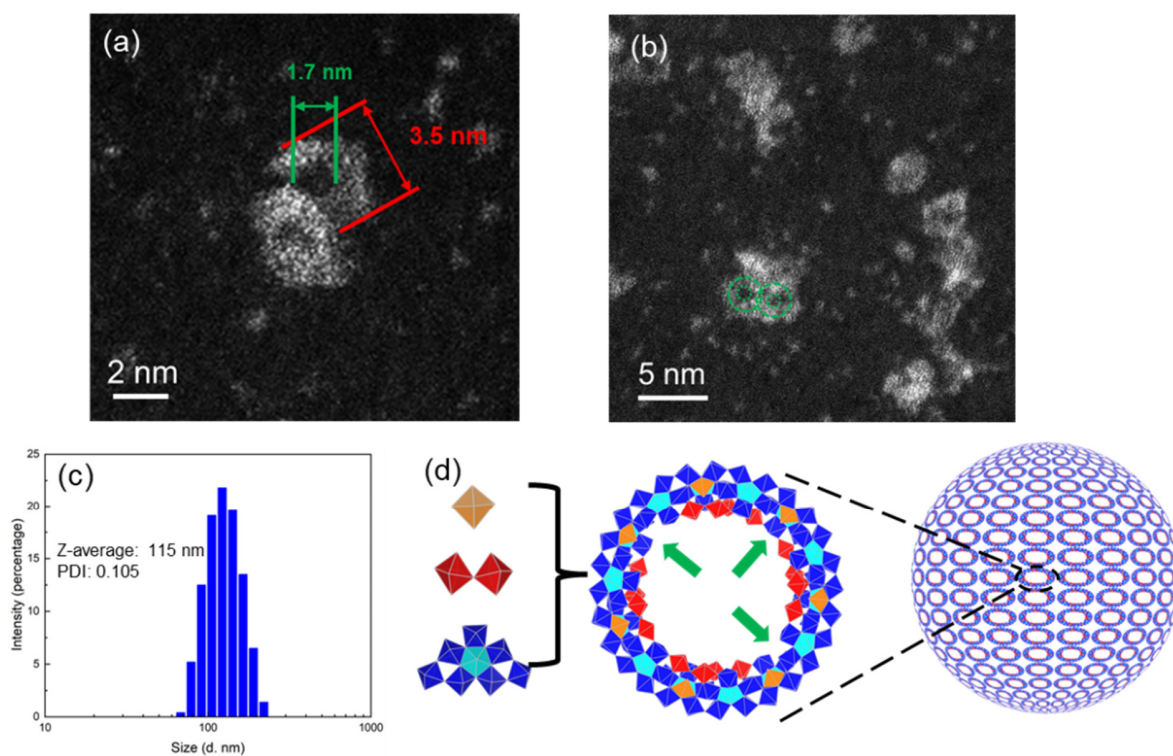 (a)
1.7 nm
3.5 nm
2 nm
(b)
5 nm
(c)
25
20
15
10
5
0
Intensity (percentage)
Z-average: 115 nm
PDI: 0.105
10
100
1000
Size (d. nm)
(d)